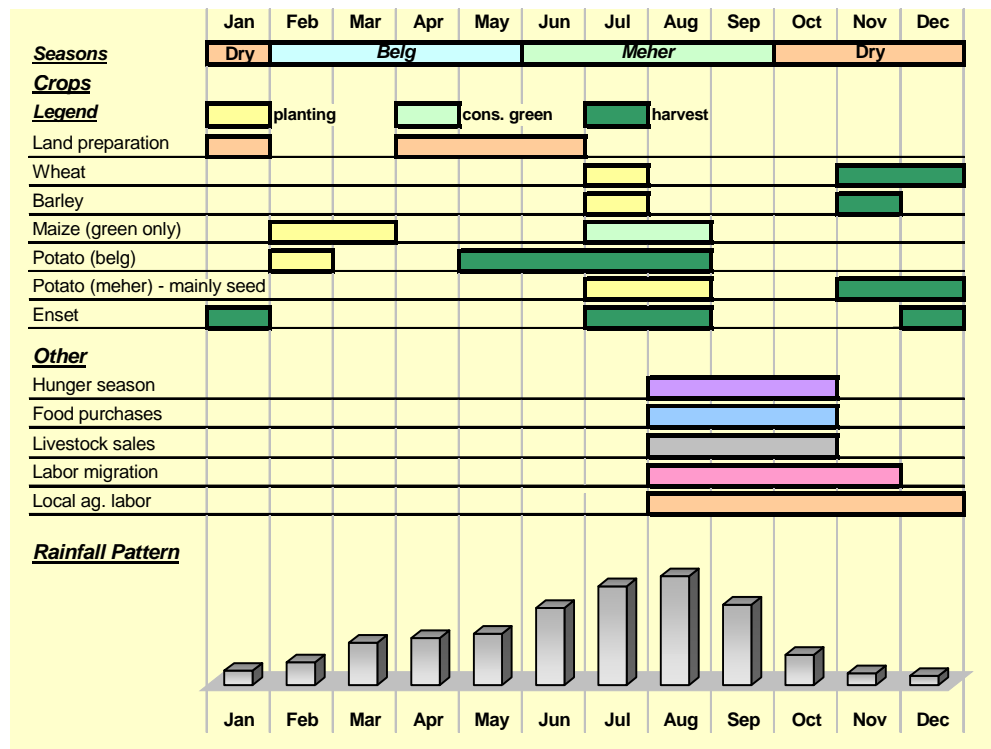 Jan Feb Mar Apr May Jun Jul Aug Sep Oct Nov Dec
Seasons Dry Belg Meher Dry
Crops
Legend planting cons. green harvest
Land preparation
Wheat
Barley
Maize (green only)
Potato (belg)
Potato (meher) - mainly seed
Enset
Other
Hunger season
Food purchases
Livestock sales
Labor migration
Local ag. labor
Rainfall Pattern
Jan Feb Mar Apr May Jun Jul Aug Sep Oct Nov Dec